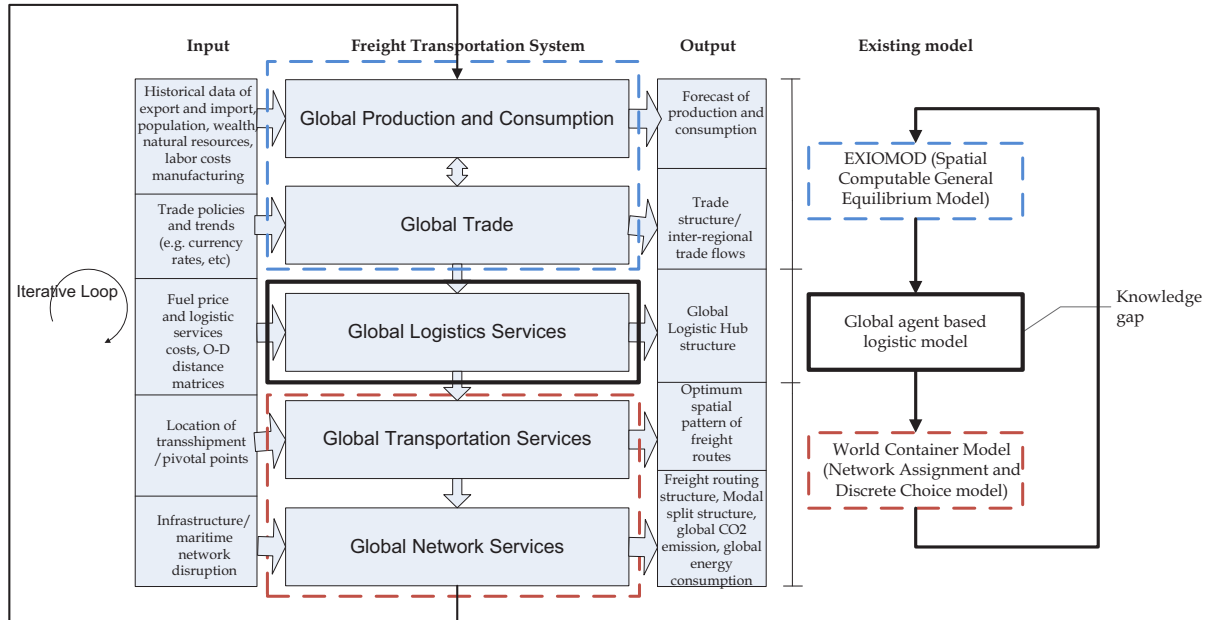 Input
Freight Transportation System
Output
Existing model
Historical data of
export and import,
population, wealth,
natural resources,
labor costs
manufacturing
Global Production and Consumption
Forecast of
production and
consumption
EXIOMOD (Spatial
Computable General
Equilibrium Model)
Trade policies
and trends
(e.g. currency
rates, etc)
Global Trade
Trade
structure/
inter-regional
trade flows
Iterative Loop
Fuel price
and logistic
services
costs, O-D
distance
matrices
Global Logistics Services
Global
Logistic Hub
structure
Global agent based
logistic model
Knowledge
gap
Location of
transshipment
/pivotal points
Global Transportation Services
Optimum
spatial
pattern of
freight
routes
World Container Model
(Network Assignment and
Discrete Choice model)
Infrastructure/
maritime
network
disruption
Global Network Services
Freight routing
structure, Modal
split structure,
global CO2
emission, global
energy
consumption